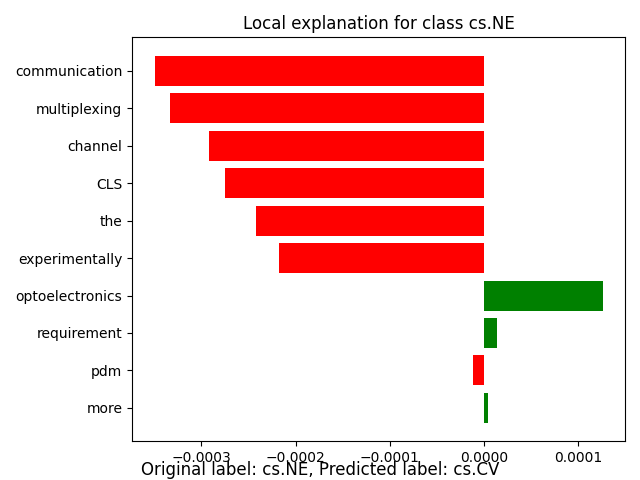 Local explanation for class cs.NE
communication
multiplexing
channel
CLS
the
experimentally
optoelectronics
requirement
pdm
more
−0.0003 −0.0002 −0.0001 0.0000 0.0001
Original label: cs.NE, Predicted label: cs.CV